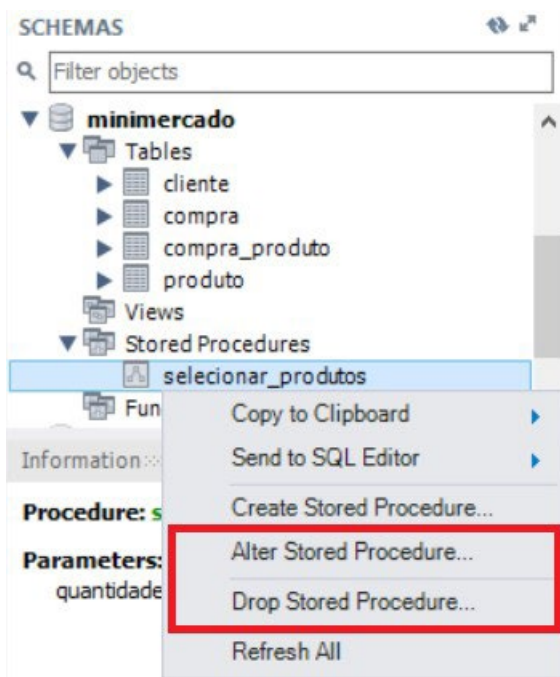 SCHEMAS
Filter objects
minimercado
Tables
cliente
compra
compra_produto
produto
Views
Stored Procedures
selecionar_produtos
Fun
Copy to Clipboard
Send to SQL Editor
Create Stored Procedure...
Alter Stored Procedure...
Drop Stored Procedure...
Refresh All
Information
Procedure: s
Parameters:
quantidade